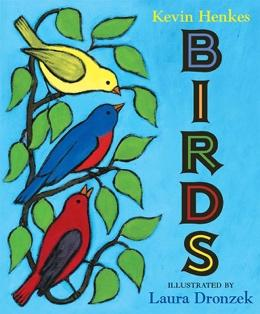 Kevin Henkes
BIRDS
ILLUSTRATED BY
Laura Dronzek